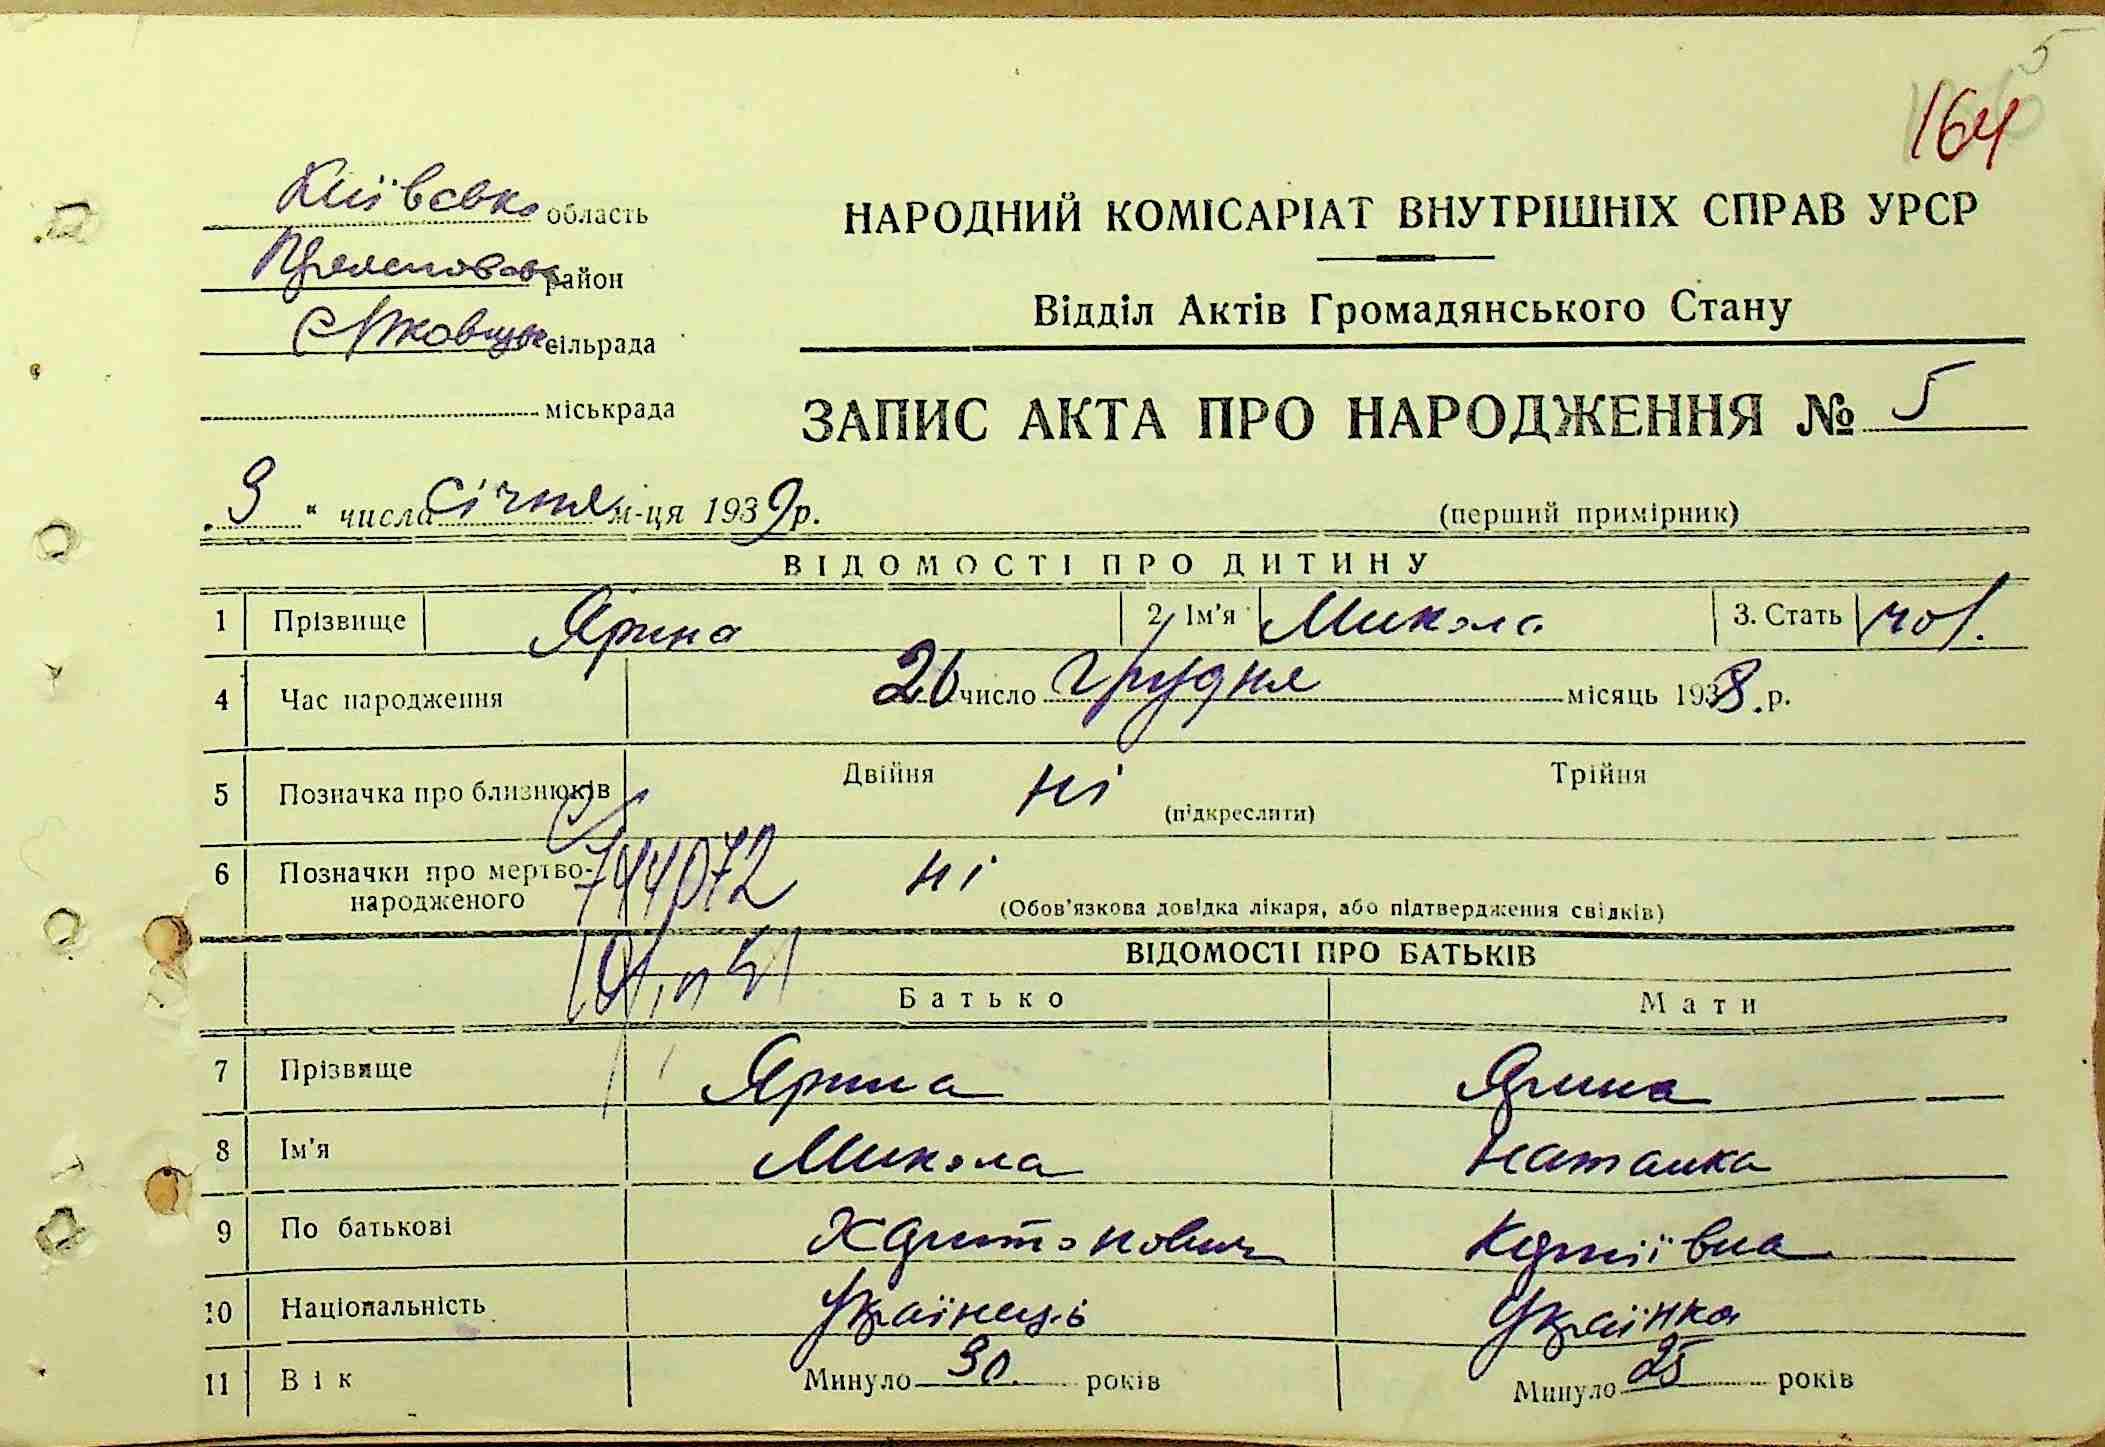 5
164
Київська область
район
сільрада
міськрада
НАРОДНИЙ КОМІСАРІАТ ВНУТРІШНІХ СПРАВ УРСР
Відділ Актів Громадянського Стану
ЗАПИС АКТА ПРО НАРОДЖЕННЯ № 5
„9“ числа січня м-ця 1939 р.
(перший примірник)
ВІДОМОСТІ ПРО ДИТИНУ
1 Прізвище Ярина 2. Ім'я Микола 3. Стать чол.
4 Час народження 26 число грудня місяць 1938 р.
5 Позначка про близнюків Двійня ні Трійня
(підкреслити)
6 Позначки про мертво-народженого ні
(Обов'язкова довідка лікаря, або підтвердження свідків)
744072
ВІДОМОСТІ ПРО БАТЬКІВ
Батько Мати
7 Прізвище Ярина Ярина
8 Ім'я Микола Наталка
9 По батькові Харитонович
10 Національність Українець Українка
11 Вік Минуло 30 років Минуло 25 років